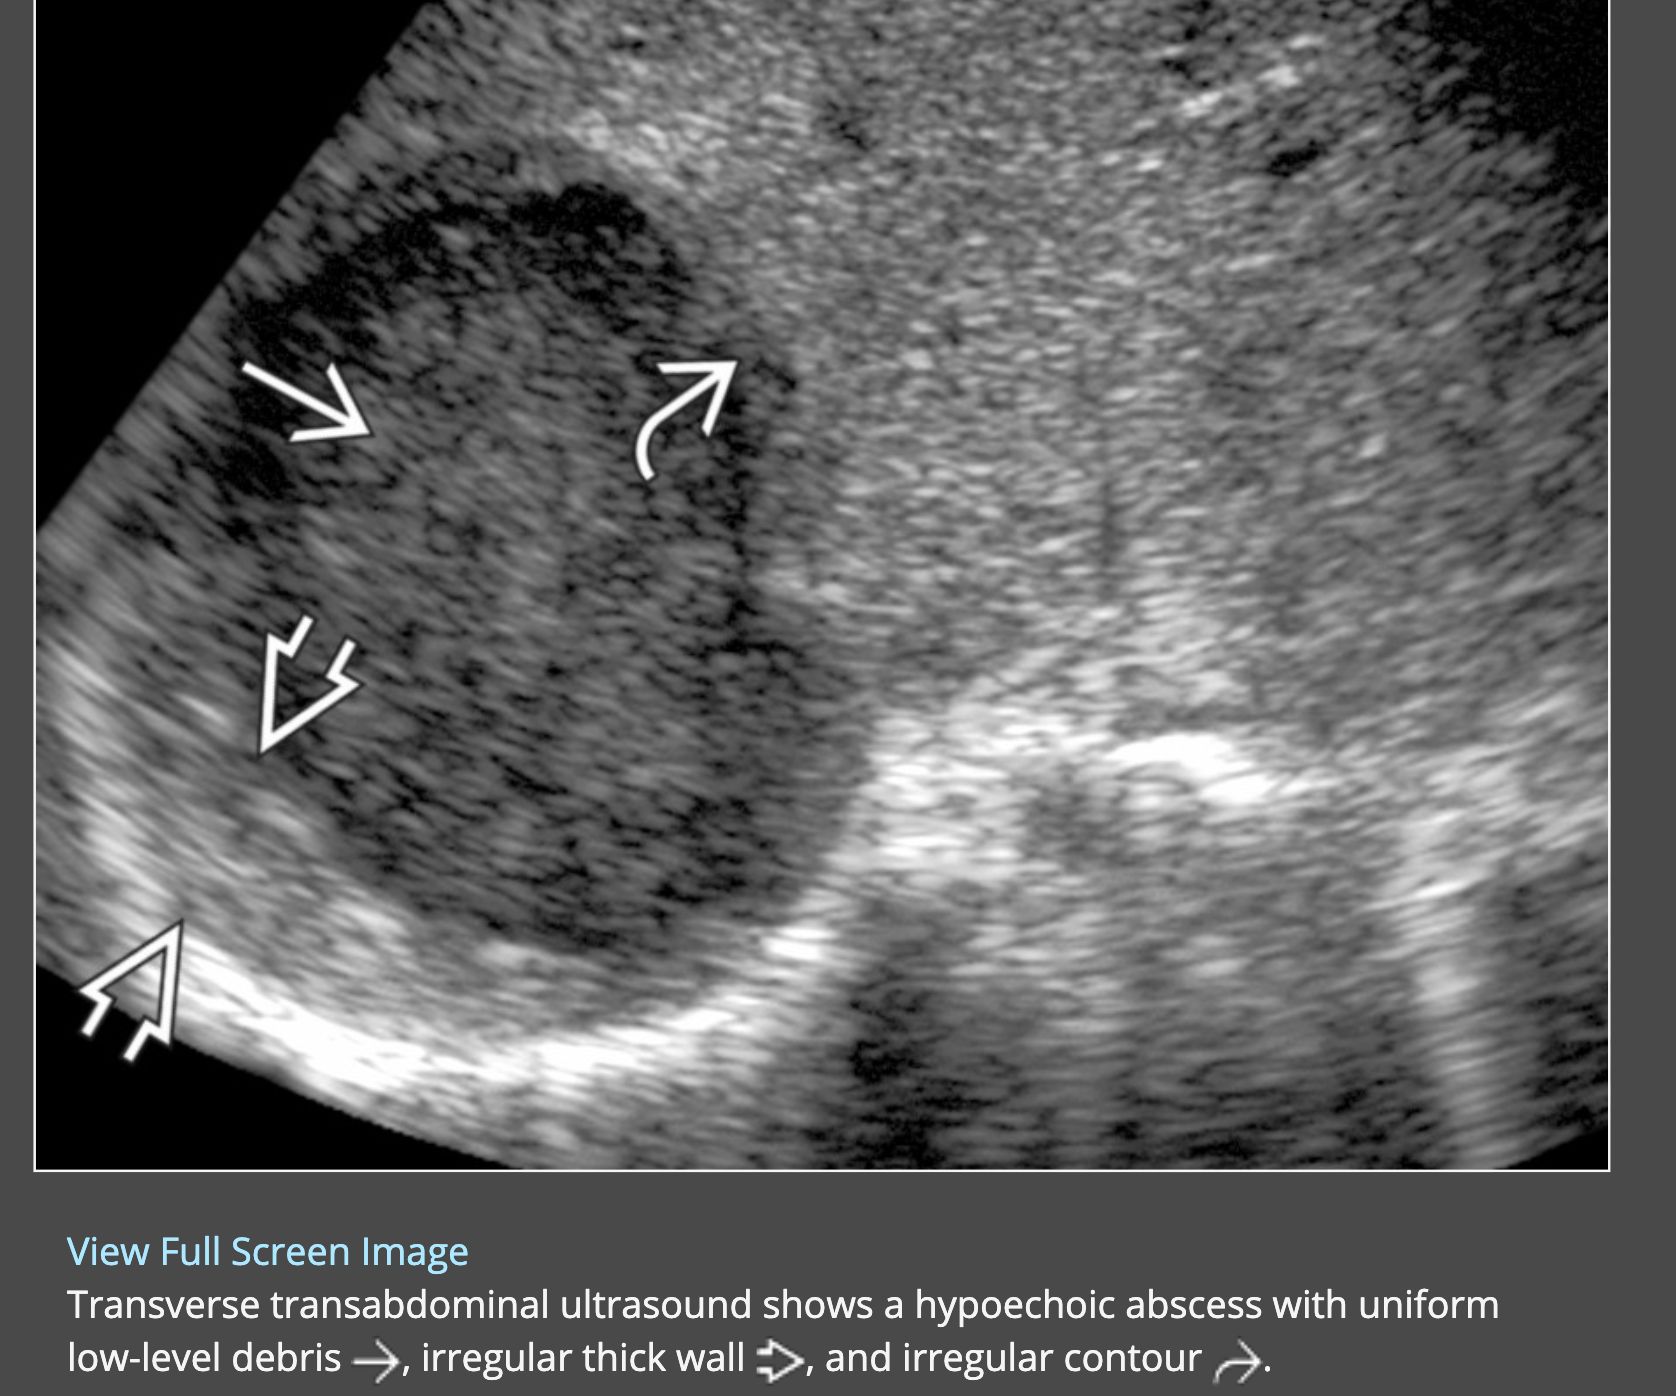 View Full Screen Image
Transverse transabdominal ultrasound shows a hypoechoic abscess with uniform
low-level debris →, irregular thick wall ⇨, and irregular contour ↷.